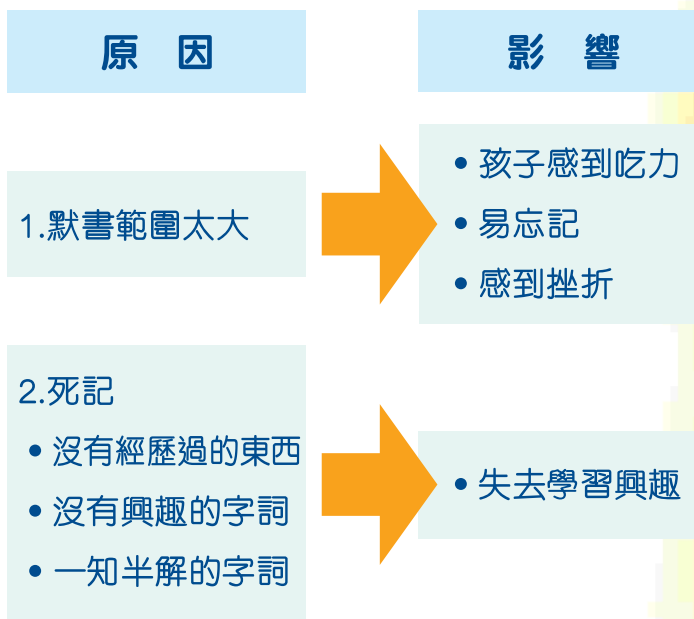 原因
影響
1.默書範圍太大
• 孩子感到吃力
• 易忘記
• 感到挫折
2.死記
• 沒有經歷過的東西
• 沒有興趣的字詞
• 一知半解的字詞
• 失去學習興趣